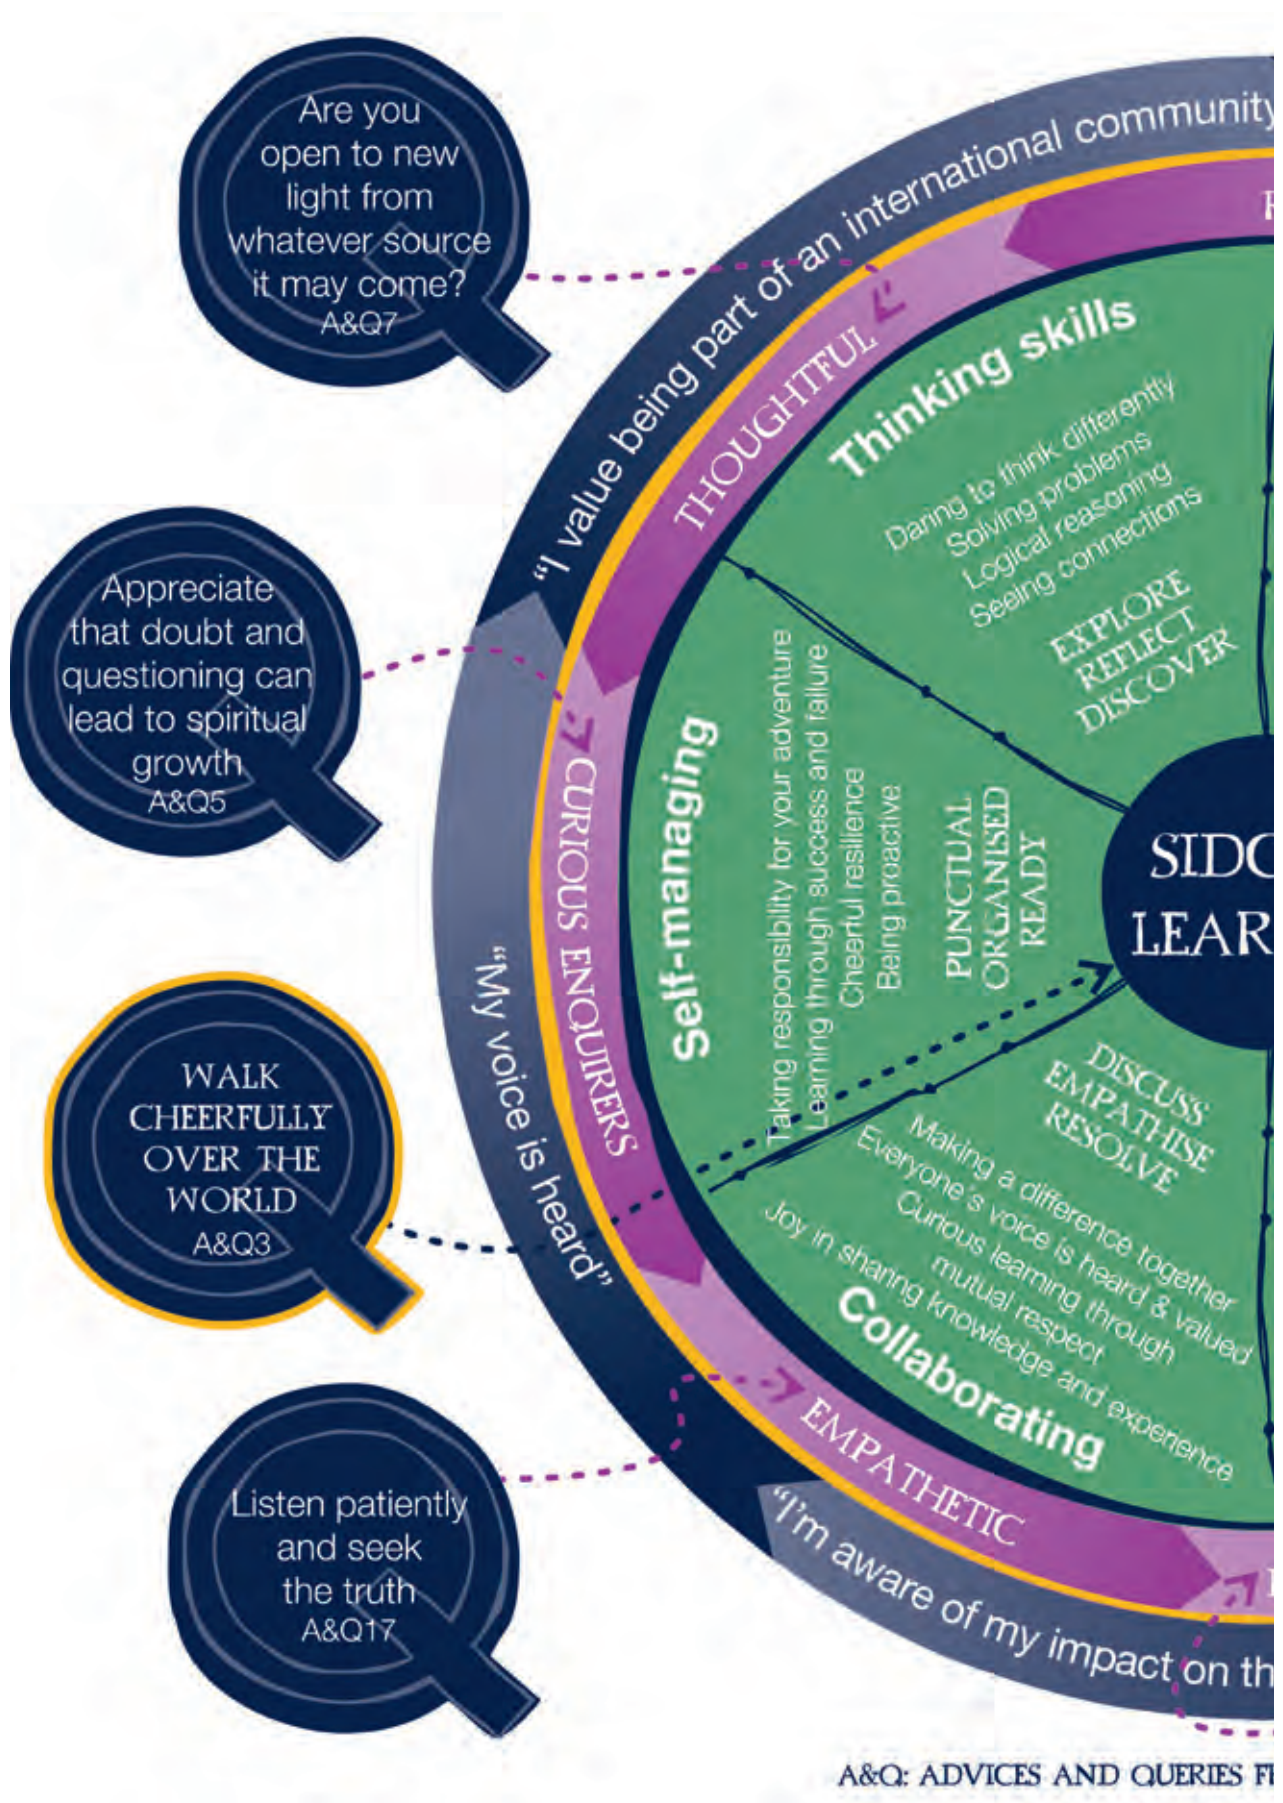 Are you
open to new
light from
whatever source
it may come?
A&Q7
Appreciate
that doubt and
questioning can
lead to spiritual
growth
A&Q5
WALK
CHEERFULLY
OVER THE
WORLD
A&Q3
Listen patiently
and seek
the truth
A&Q17
"I value being part of an international community
"My voice is heard"
"I'm aware of my impact on th
THOUGHTFUL
CURIOUS ENQUIRERS
EMPATHETIC
Thinking skills
Daring to think differently
Solving problems
Logical reasoning
Seeing connections
EXPLORE
REFLECT
DISCOVER
Self-managing
Taking responsibility for your adventure
Learning through success and failure
Cheerful resilience
Being proactive
PUNCTUAL
ORGANISED
READY
DISCUSS
EMPATHISE
RESOLVE
Making a difference together
Everyone's voice is heard & valued
Curious learning through
mutual respect
Joy in sharing knowledge and experience
Collaborating
SIDC
LEAR
A&Q: ADVICES AND QUERIES